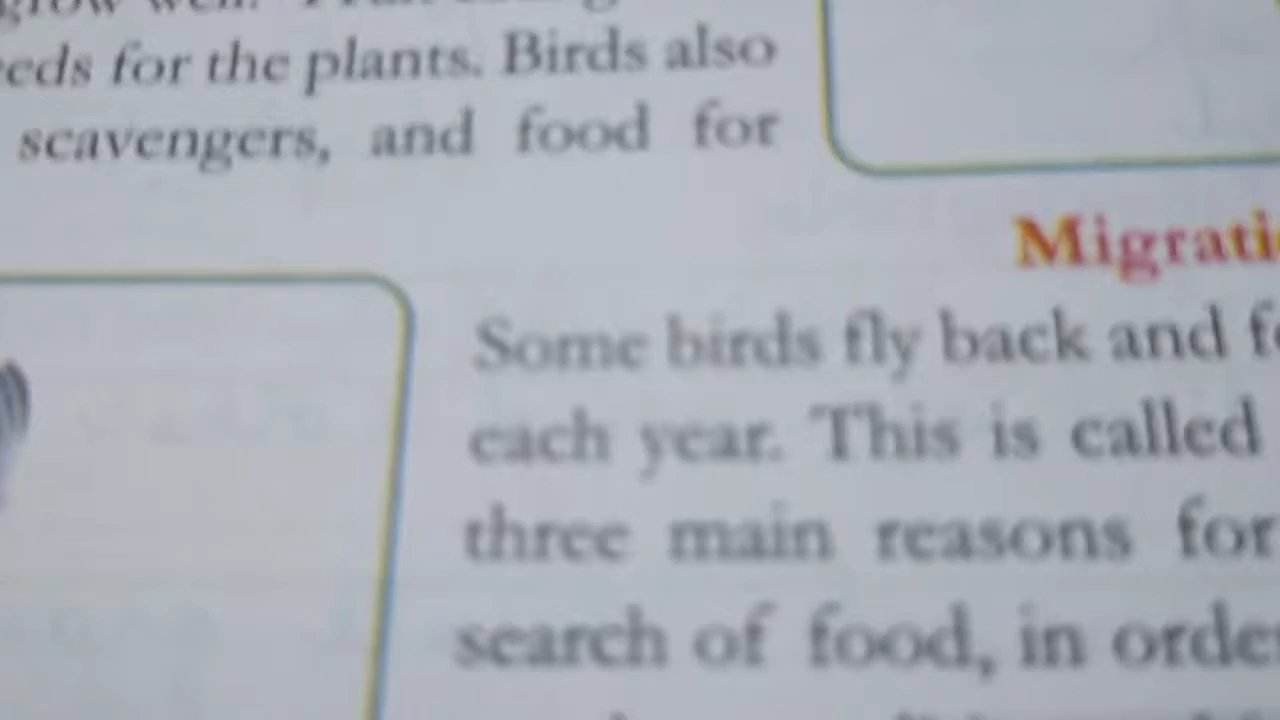 grow well.
eds for the plants. Birds also
scavengers, and food for
Migrati
Some birds fly back and f
each year. This is called
three main reasons for
search of food, in orde